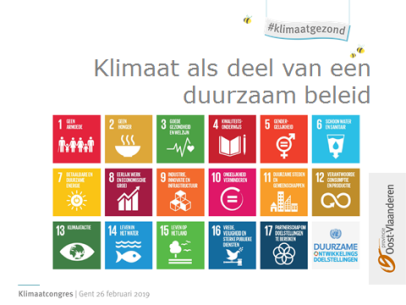 #klimaatgezond
Klimaat als deel van een
duurzaam beleid
1 GEEN
ARMOEDE
2 GEEN
HONGER
3 GOEDE
GEZONDHEID
EN WELZIJN
4 KWALITEITS-
ONDERWIJS
5 GENDER-
GELIJKHEID
6 SCHOON WATER
EN SANITAIR
7 BETAALBARE EN
DUURZAME
ENERGIE
8 EERLIJK WERK
EN ECONOMISCHE
GROEI
9 INDUSTRIE,
INNOVATIE EN
INFRASTRUCTUUR
10 ONGELIJKHEID
VERMINDEREN
11 DUURZAME STEDEN
EN
GEMEENSCHAPPEN
12 VERANTWOORDE
CONSUMPTIE
EN PRODUCTIE
13 KLIMAATACTIE
14 LEVEN IN
HET WATER
15 LEVEN OP
HET LAND
16 VREDE,
VEILIGHEID EN
STERKE PUBLIEKE
DIENSTEN
17 PARTNERSCHAP OM
DOELSTELLINGEN
TE BEREIKEN
DUURZAME
ONTWIKKELINGS
DOELSTELLINGEN
provincie
Oost-Vlaanderen
Klimaatcongres | Gent 26 februari 2019